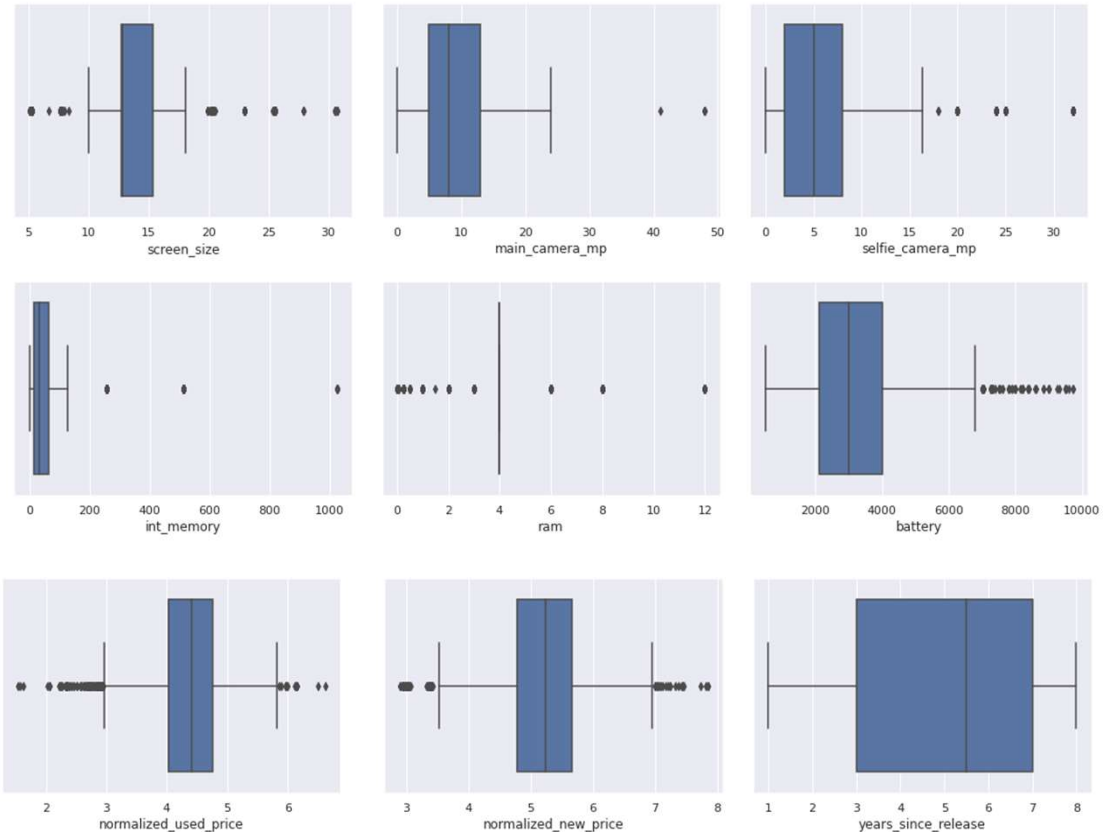 5 10 15 20 25 30
screen_size
0 10 20 30 40 50
main_camera_mp
0 5 10 15 20 25 30
selfie_camera_mp
0 200 400 600 800 1000
int_memory
0 2 4 6 8 10 12
ram
2000 4000 6000 8000 10000
battery
2 3 4 5 6
normalized_used_price
3 4 5 6 7 8
normalized_new_price
1 2 3 4 5 6 7 8
years_since_release